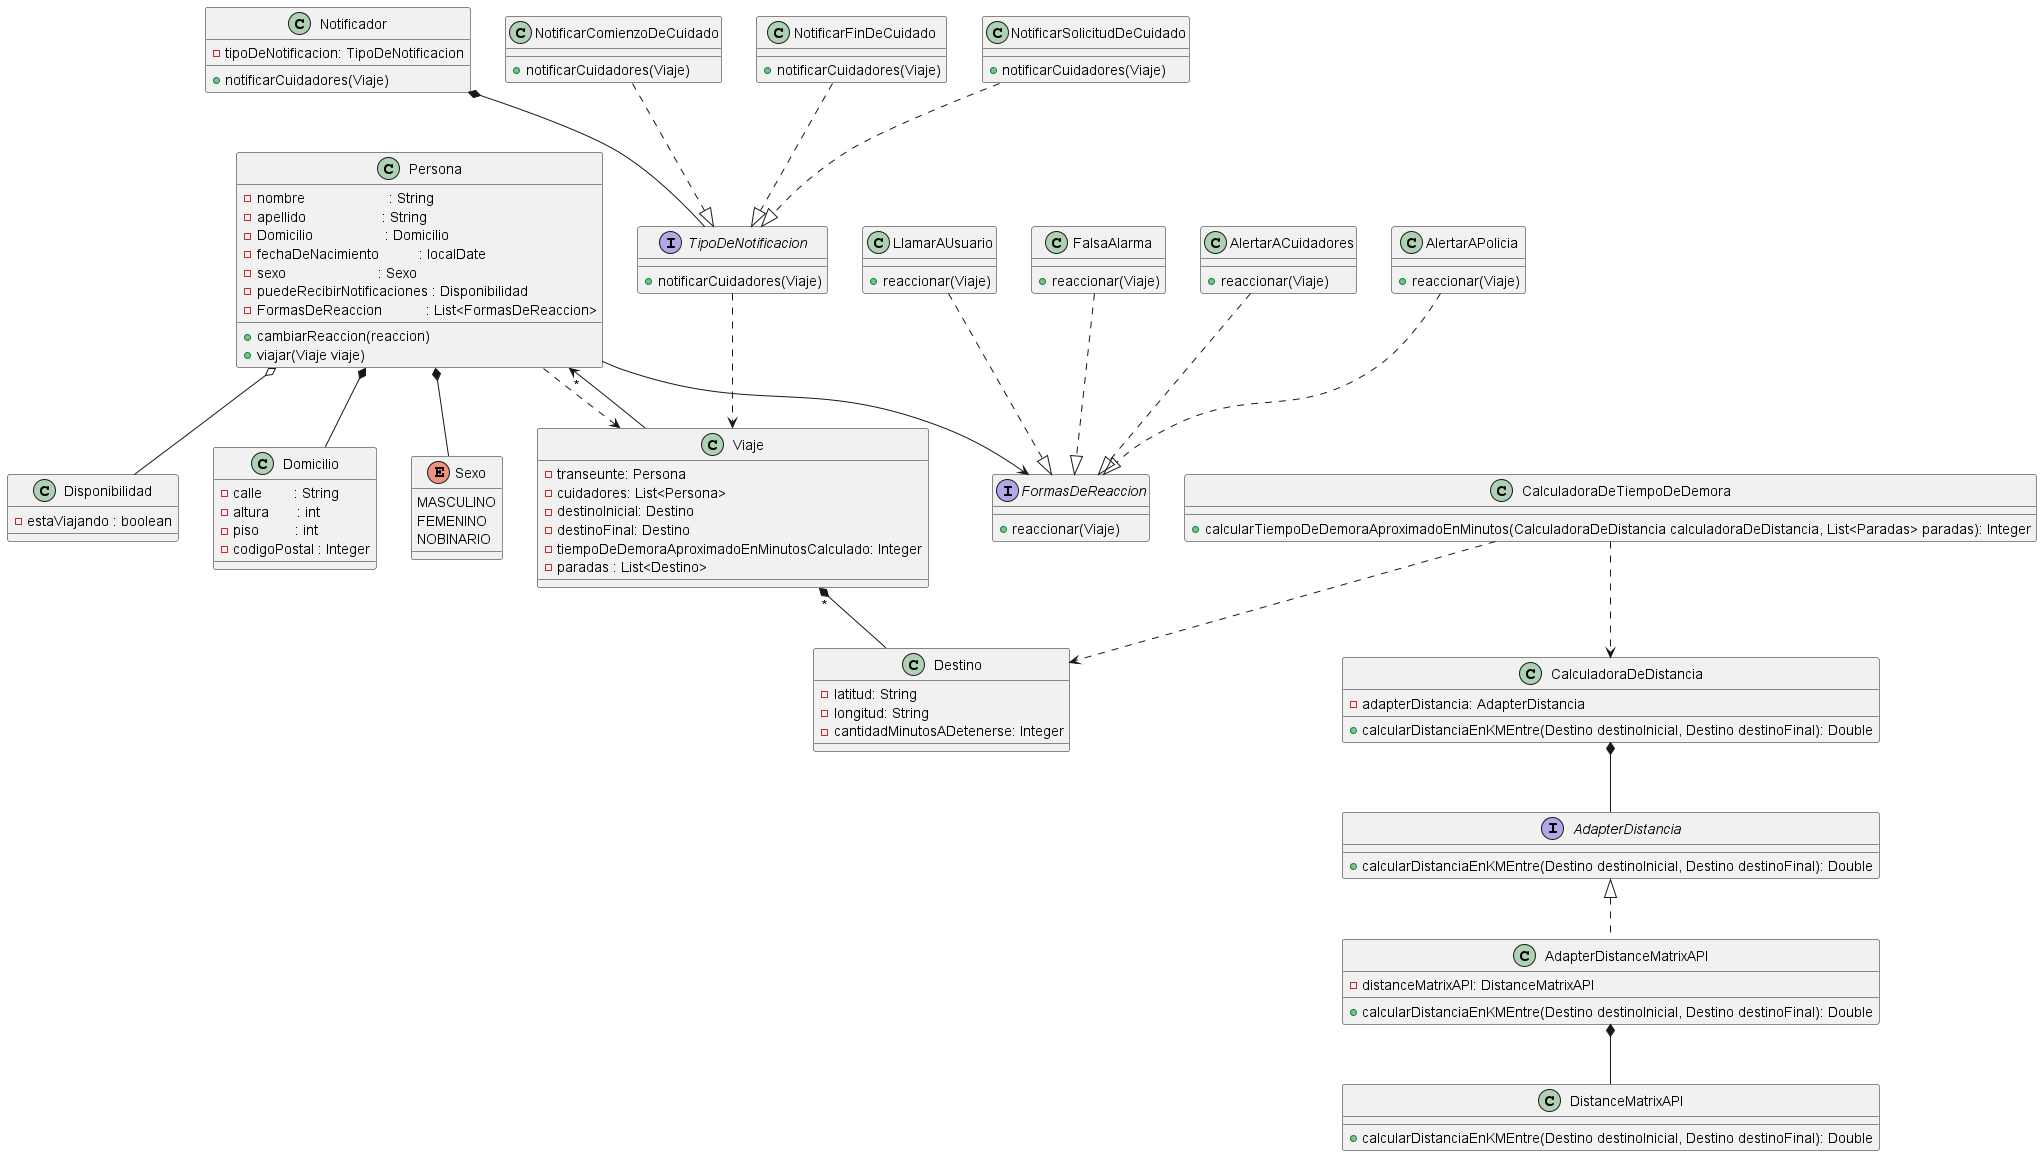 C Notificador
tipoDeNotificacion: TipoDeNotificacion
notificarCuidadores(Viaje)
C NotificarComienzoDeCuidado
notificarCuidadores(Viaje)
C NotificarFinDeCuidado
notificarCuidadores(Viaje)
C NotificarSolicitudDeCuidado
notificarCuidadores(Viaje)
C Persona
nombre : String
apellido : String
Domicilio : Domicilio
fechaDeNacimiento : localDate
sexo : Sexo
puedeRecibirNotificaciones : Disponibilidad
FormasDeReaccion : List<FormasDeReaccion>
cambiarReaccion(reaccion)
viajar(Viaje viaje)
I TipoDeNotificacion
notificarCuidadores(Viaje)
C LlamarAUsuario
reaccionar(Viaje)
C FalsaAlarma
reaccionar(Viaje)
C AlertarACuidadores
reaccionar(Viaje)
C AlertarAPolicia
reaccionar(Viaje)
*
C Disponibilidad
estaViajando : boolean
C Domicilio
calle : String
altura : int
piso : int
codigoPostal : Integer
E Sexo
MASCULINO
FEMENINO
NOBINARIO
C Viaje
transeunte: Persona
cuidadores: List<Persona>
destinoInicial: Destino
destinoFinal: Destino
tiempoDeDemoraAproximadoEnMinutosCalculado: Integer
paradas : List<Destino>
*
I FormasDeReaccion
reaccionar(Viaje)
C CalculadoraDeTiempoDeDemora
calcularTiempoDeDemoraAproximadoEnMinutos(CalculadoraDeDistancia calculadoraDeDistancia, List<Paradas> paradas): Integer
C Destino
latitud: String
longitud: String
cantidadMinutosADetenerse: Integer
C CalculadoraDeDistancia
adapterDistancia: AdapterDistancia
calcularDistanciaEnKMEntre(Destino destinoInicial, Destino destinoFinal): Double
I AdapterDistancia
calcularDistanciaEnKMEntre(Destino destinoInicial, Destino destinoFinal): Double
C AdapterDistanceMatrixAPI
distanceMatrixAPI: DistanceMatrixAPI
calcularDistanciaEnKMEntre(Destino destinoInicial, Destino destinoFinal): Double
C DistanceMatrixAPI
calcularDistanciaEnKMEntre(Destino destinoInicial, Destino destinoFinal): Double